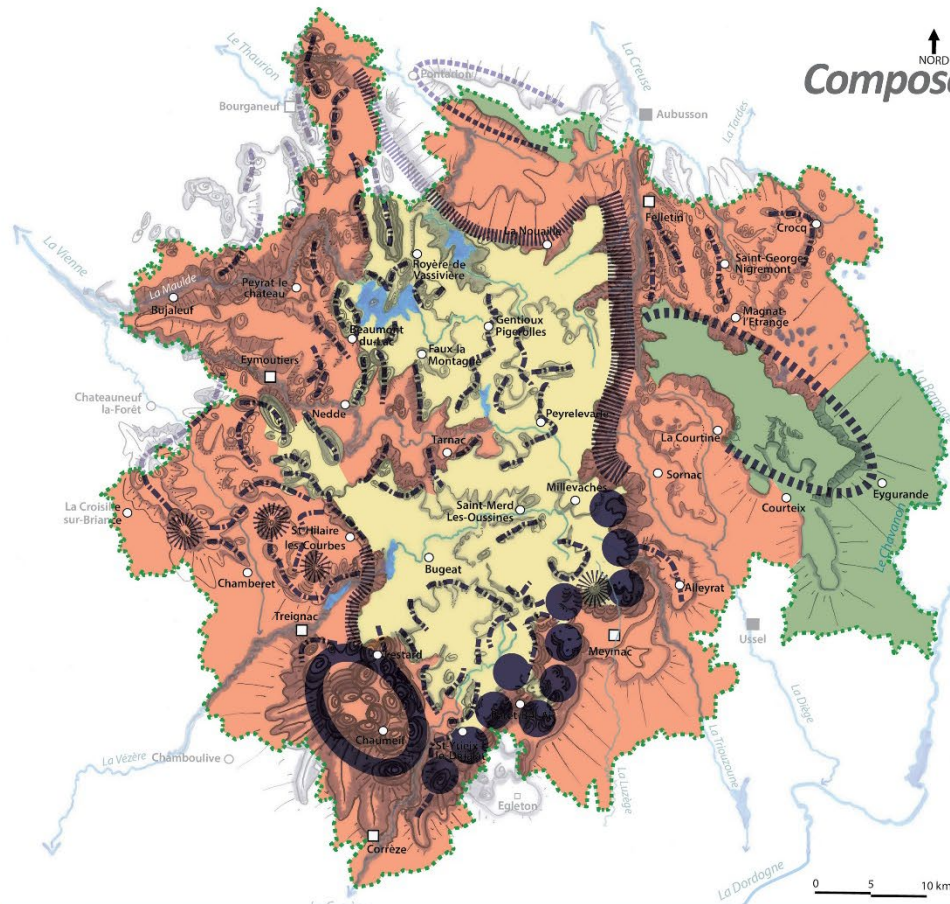 NORD
Le Thaurion
La Creuse
Pontarion
Bourganeuf
Aubusson
La Tardes
La Vienne
Felletin
Crocq
La Nouaille
Royère-de
Vassivière
Saint-Georges
Nigremont
La Maulde
Peyrat le
château
Bujaleuf
Magnat-
l'Etrange
Gentioux
Pigerolles
Beaumont
du-Lac
Faux-la
Montagne
Eymoutiers
Chateauneuf
la-Forêt
Nedde
Peyrelevade
La Courtine
Tarnac
Sornac
Eygurande
Millevaches
Saint-Merd
Les-Oussines
Courteix
La Croisille
sur-Briance
St Hilaire
les Courbes
Le Chavanon
Bugeat
Chamberet
Alleyrat
Treignac
Ussel
Meymac
Chaumeil
La Diège
La Vézère
Chamboulive
La Luzège
La Triouzoune
Egleton
Corrèze
La Dordogne
0 5 10 km